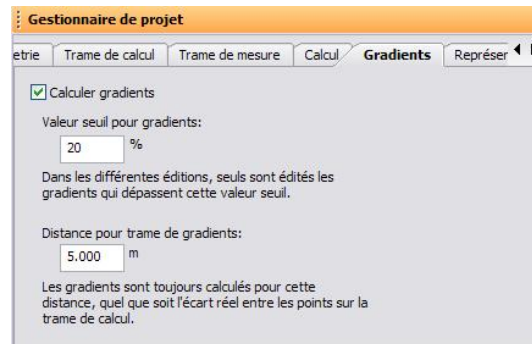 Gestionnaire de projet
etrie Trame de calcul Trame de mesure Calcul Gradients Représer
Calculer gradients
Valeur seuil pour gradients:
20 %
Dans les différentes éditions, seuls sont édités les
gradients qui dépassent cette valeur seuil.
Distance pour trame de gradients:
5.000 m
Les gradients sont toujours calculés pour cette
distance, quel que soit l'écart réel entre les points sur la
trame de calcul.